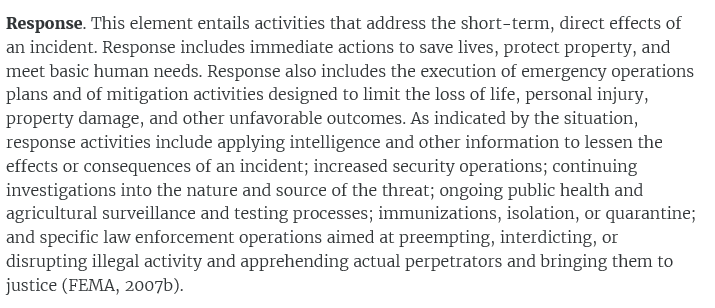 Response. This element entails activities that address the short-term, direct effects of
an incident. Response includes immediate actions to save lives, protect property, and
meet basic human needs. Response also includes the execution of emergency operations
plans and of mitigation activities designed to limit the loss of life, personal injury,
property damage, and other unfavorable outcomes. As indicated by the situation,
response activities include applying intelligence and other information to lessen the
effects or consequences of an incident; increased security operations; continuing
investigations into the nature and source of the threat; ongoing public health and
agricultural surveillance and testing processes; immunizations, isolation, or quarantine;
and specific law enforcement operations aimed at preempting, interdicting, or
disrupting illegal activity and apprehending actual perpetrators and bringing them to
justice (FEMA, 2007b).